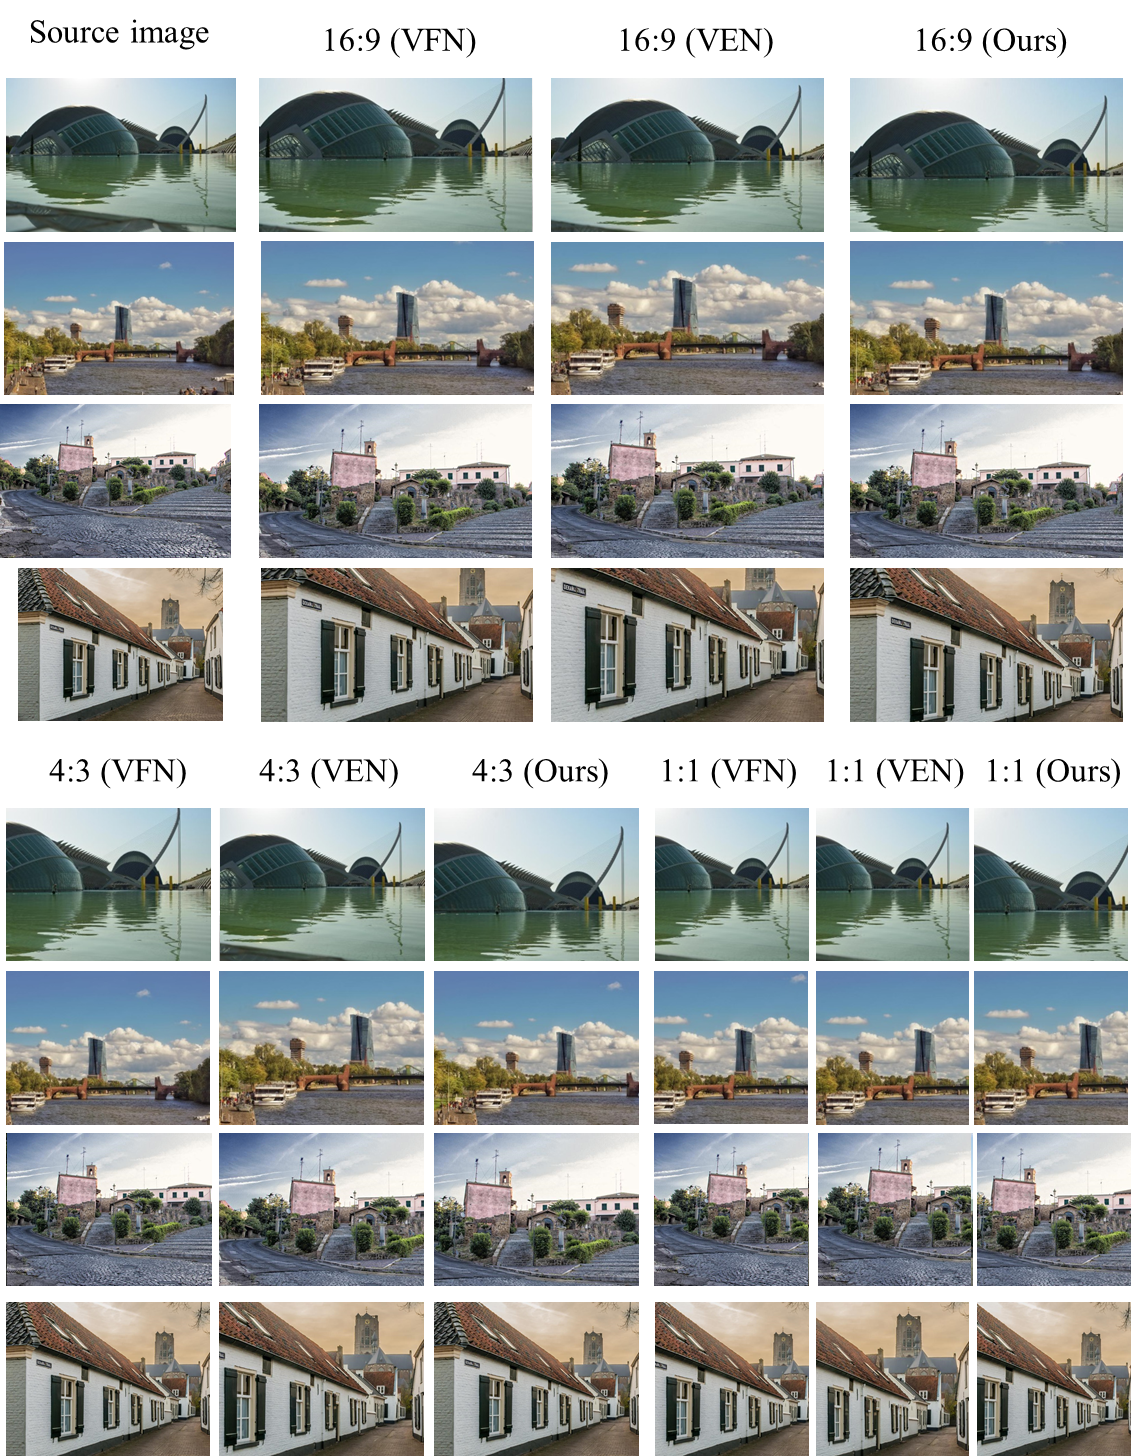 Source image
16:9 (VFN)
16:9 (VEN)
16:9 (Ours)
4:3 (VFN)
4:3 (VEN)
4:3 (Ours)
1:1 (VFN)
1:1 (VEN)
1:1 (Ours)